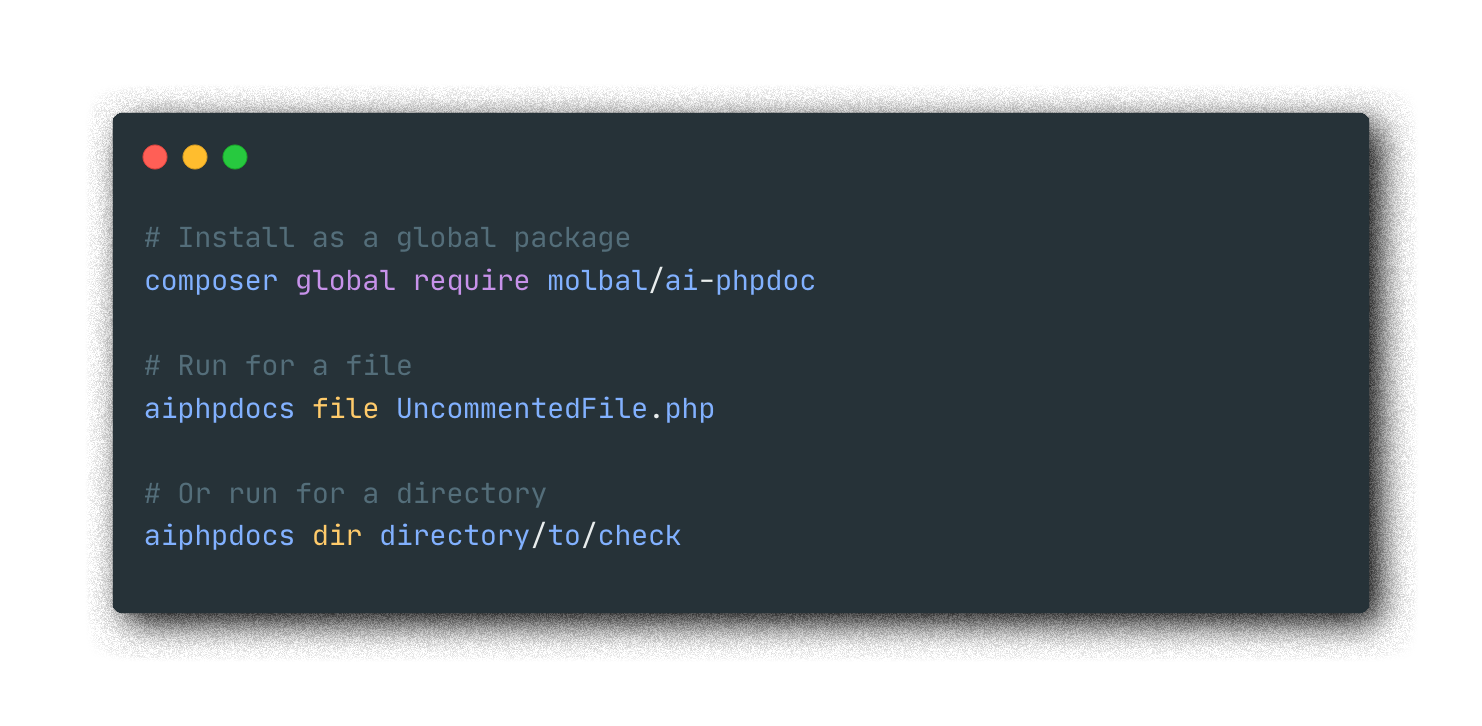 # Install as a global package
composer global require molbal/ai-phpdoc
# Run for a file
aiphpdocs file UncommentedFile.php
# Or run for a directory
aiphpdocs dir directory/to/check